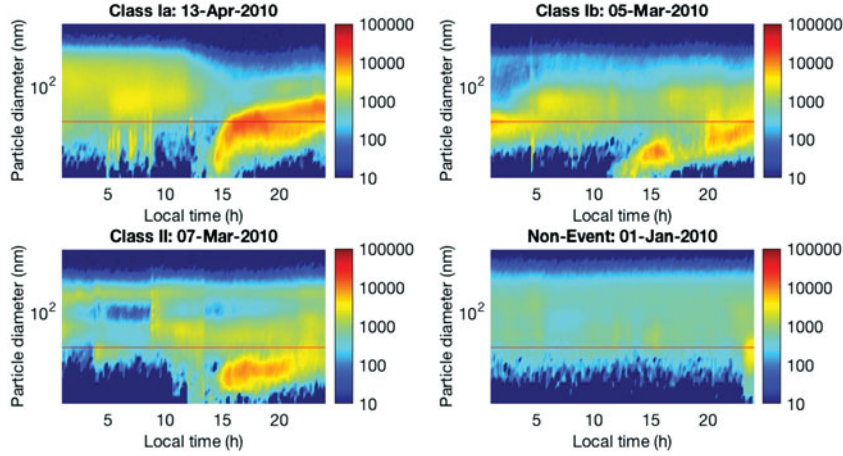 Class Ia: 13-Apr-2010
Particle diameter (nm)
10²
5 10 15 20
Local time (h)
100000
10000
1000
100
10
Class Ib: 05-Mar-2010
Particle diameter (nm)
10²
5 10 15 20
Local time (h)
100000
10000
1000
100
10
Class II: 07-Mar-2010
Particle diameter (nm)
10²
5 10 15 20
Local time (h)
100000
10000
1000
100
10
Non-Event: 01-Jan-2010
Particle diameter (nm)
10²
5 10 15 20
Local time (h)
100000
10000
1000
100
10